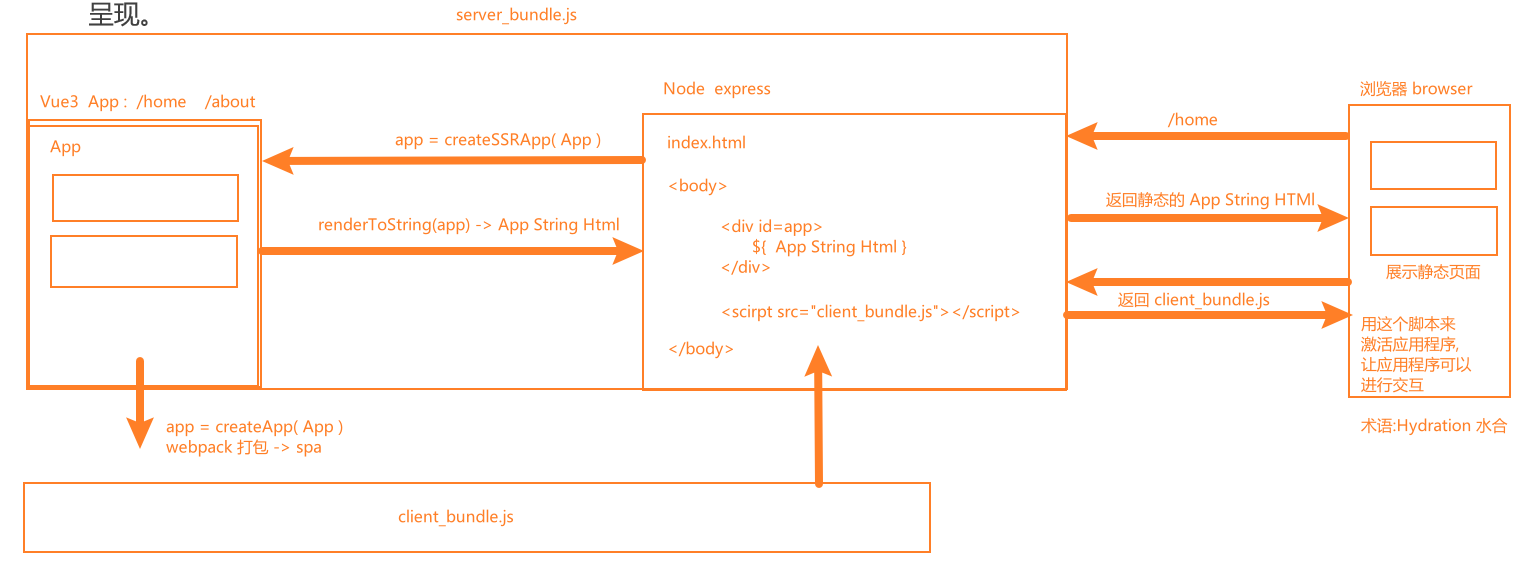 呈现。
server_bundle.js
Vue3 App : /home /about
App
app = createSSRApp( App )
renderToString(app) -> App String Html
app = createApp( App )
webpack 打包 -> spa
Node express
index.html
<body>
<div id=app>
${ App String Html }
</div>
<scirpt src="client_bundle.js"></script>
</body>
client_bundle.js
/home
返回静态的 App String HTMl
返回 client_bundle.js
浏览器 browser
展示静态页面
用这个脚本来
激活应用程序,
让应用程序可以
进行交互
术语:Hydration 水合